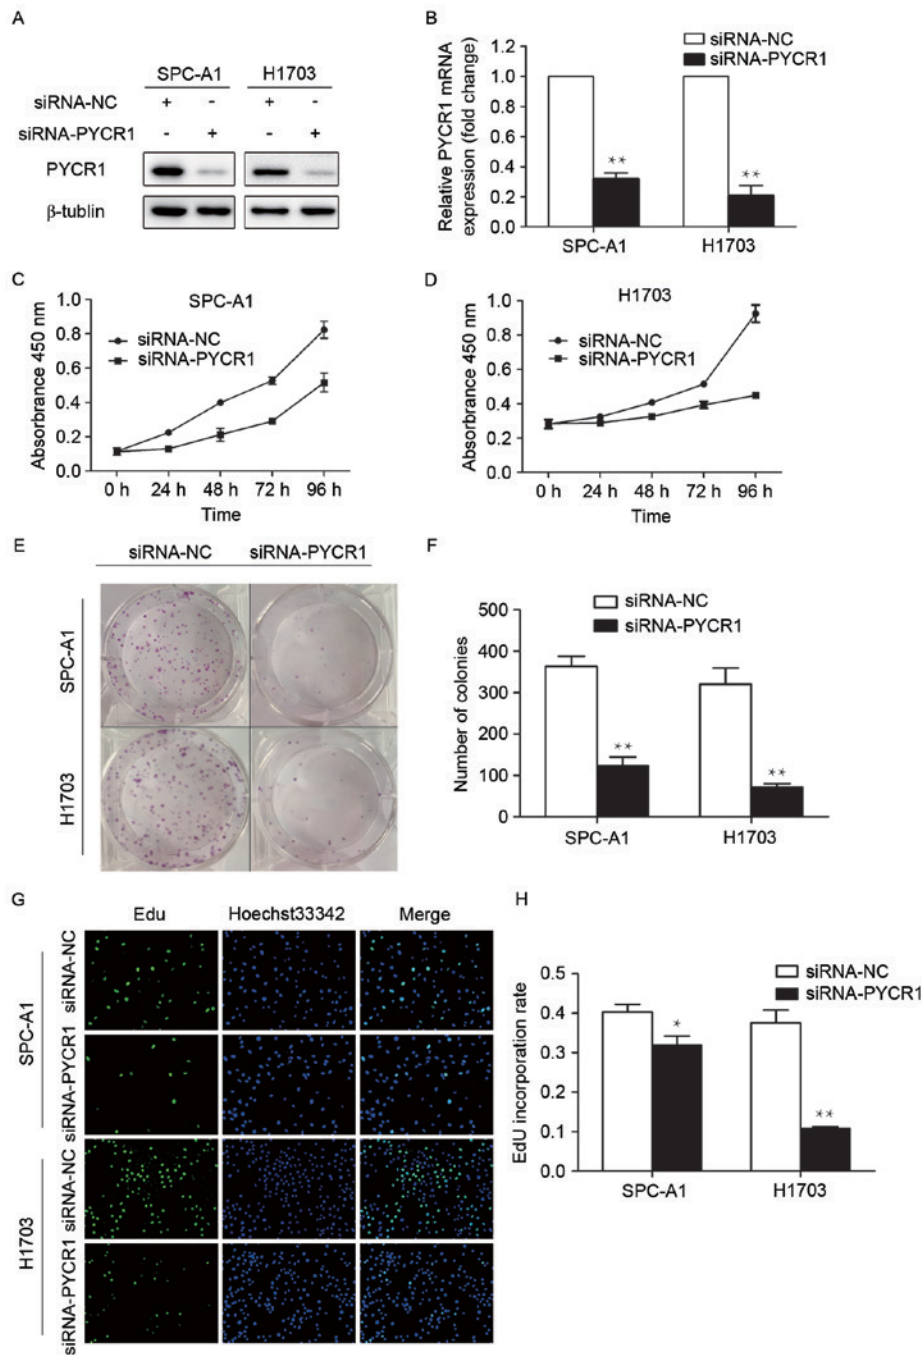 A
SPC-A1 H1703
siRNA-NC + - + -
siRNA-PYCR1 - + - +
PYCR1
β-tublin
B
Relative PYCR1 mRNA
expression (fold change)
1.2
1.0
0.8
0.6
0.4
0.2
0.0
siRNA-NC
siRNA-PYCR1
**
**
SPC-A1 H1703
C
SPC-A1
Absorbrance 450 nm
1.0
0.8
0.6
0.4
0.2
0.0
siRNA-NC
siRNA-PYCR1
0 h 24 h 48 h 72 h 96 h
Time
D
H1703
Absorbrance 450 nm
1.0
0.8
0.6
0.4
0.2
0.0
siRNA-NC
siRNA-PYCR1
0 h 24 h 48 h 72 h 96 h
Time
E
siRNA-NC siRNA-PYCR1
SPC-A1
H1703
F
Number of colonies
500
400
300
200
100
0
siRNA-NC
siRNA-PYCR1
**
**
SPC-A1 H1703
G
Edu Hoechst33342 Merge
SPC-A1
siRNA-NC
siRNA-PYCR1
H1703
siRNA-NC
siRNA-PYCR1
H
EdU incorporation rate
0.5
0.4
0.3
0.2
0.1
0.0
siRNA-NC
siRNA-PYCR1
*
**
SPC-A1 H1703